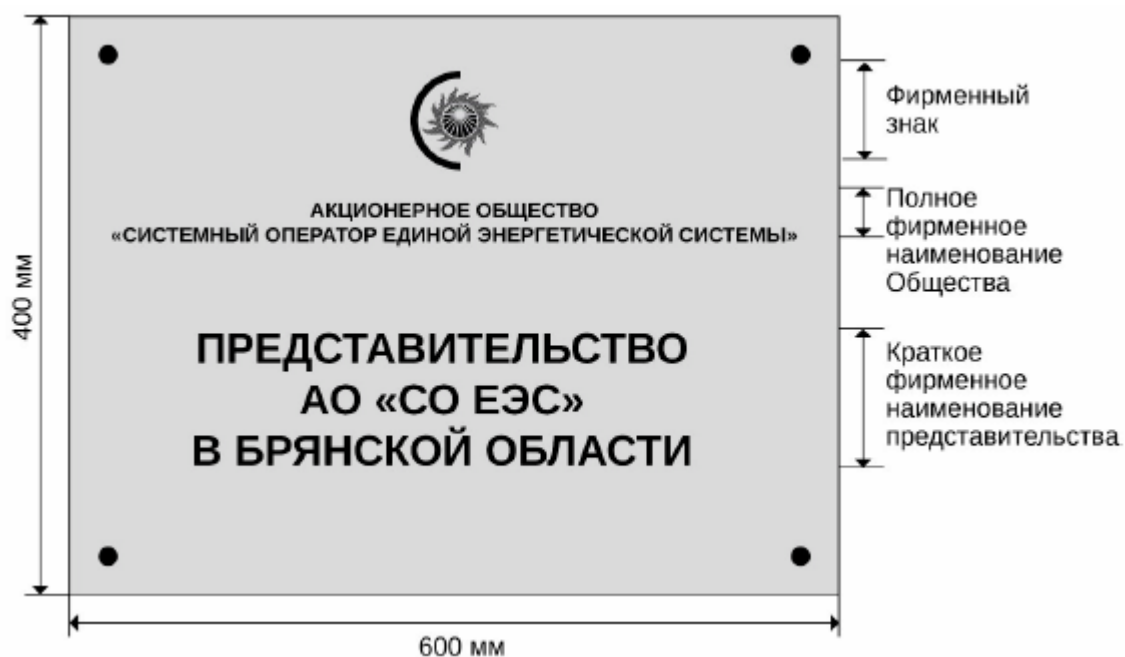 Фирменный
знак
АКЦИОНЕРНОЕ ОБЩЕСТВО
«СИСТЕМНЫЙ ОПЕРАТОР ЕДИНОЙ ЭНЕРГЕТИЧЕСКОЙ СИСТЕМЫ»
Полное
фирменное
наименование
Общества
400 мм
ПРЕДСТАВИТЕЛЬСТВО
АО «СО ЕЭС»
В БРЯНСКОЙ ОБЛАСТИ
Краткое
фирменное
наименование
представительства
600 мм